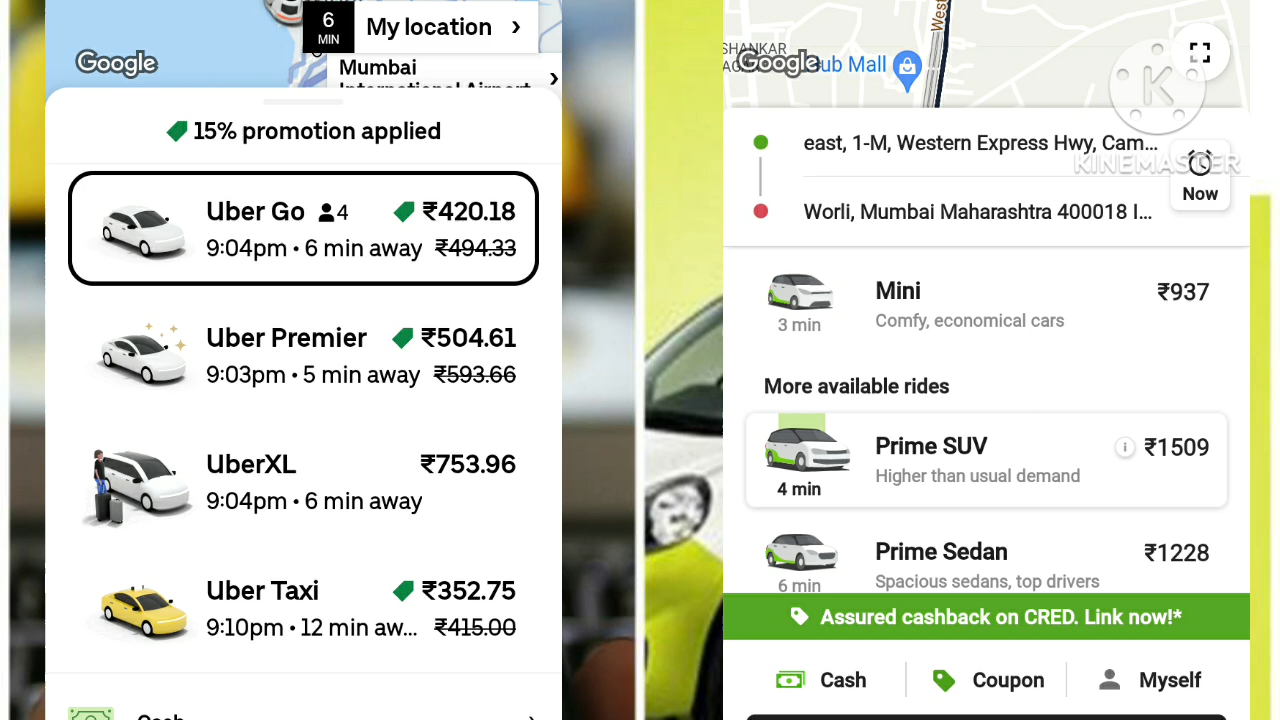 6
MIN
My location
Google
Mumbai
International Airport
15% promotion applied
Uber Go 4 ₹420.18
9:04pm • 6 min away ₹494.33
Uber Premier ₹504.61
9:03pm • 5 min away ₹593.66
UberXL ₹753.96
9:04pm • 6 min away
Uber Taxi ₹352.75
9:10pm • 12 min aw... ₹415.00
Cash
West
SHANKAR
Google
ub Mall
K
KINEMASTER
east, 1-M, Western Express Hwy, Cam...
Now
Worli, Mumbai Maharashtra 400018 I...
Mini ₹937
3 min Comfy, economical cars
More available rides
Prime SUV i ₹1509
4 min Higher than usual demand
Prime Sedan ₹1228
6 min Spacious sedans, top drivers
Assured cashback on CRED. Link now!*
Cash Coupon Myself